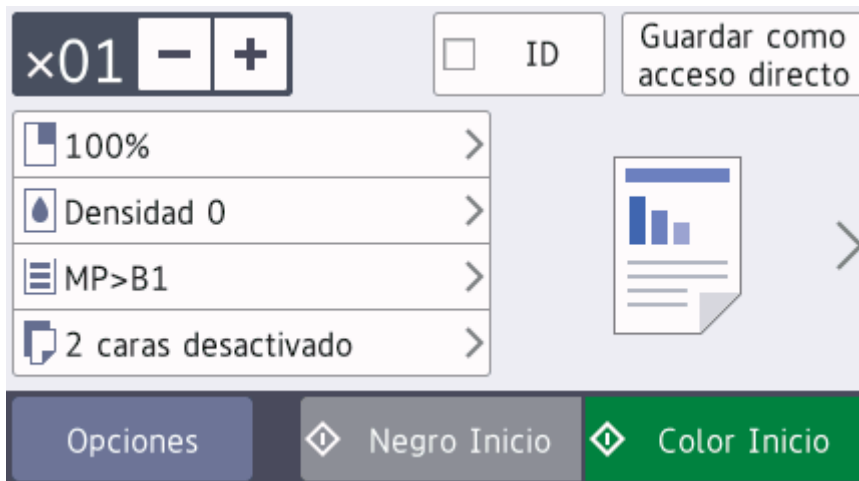 ×01 − +
ID
Guardar como
acceso directo
100%
Densidad 0
MP>B1
2 caras desactivado
Opciones
Negro Inicio
Color Inicio